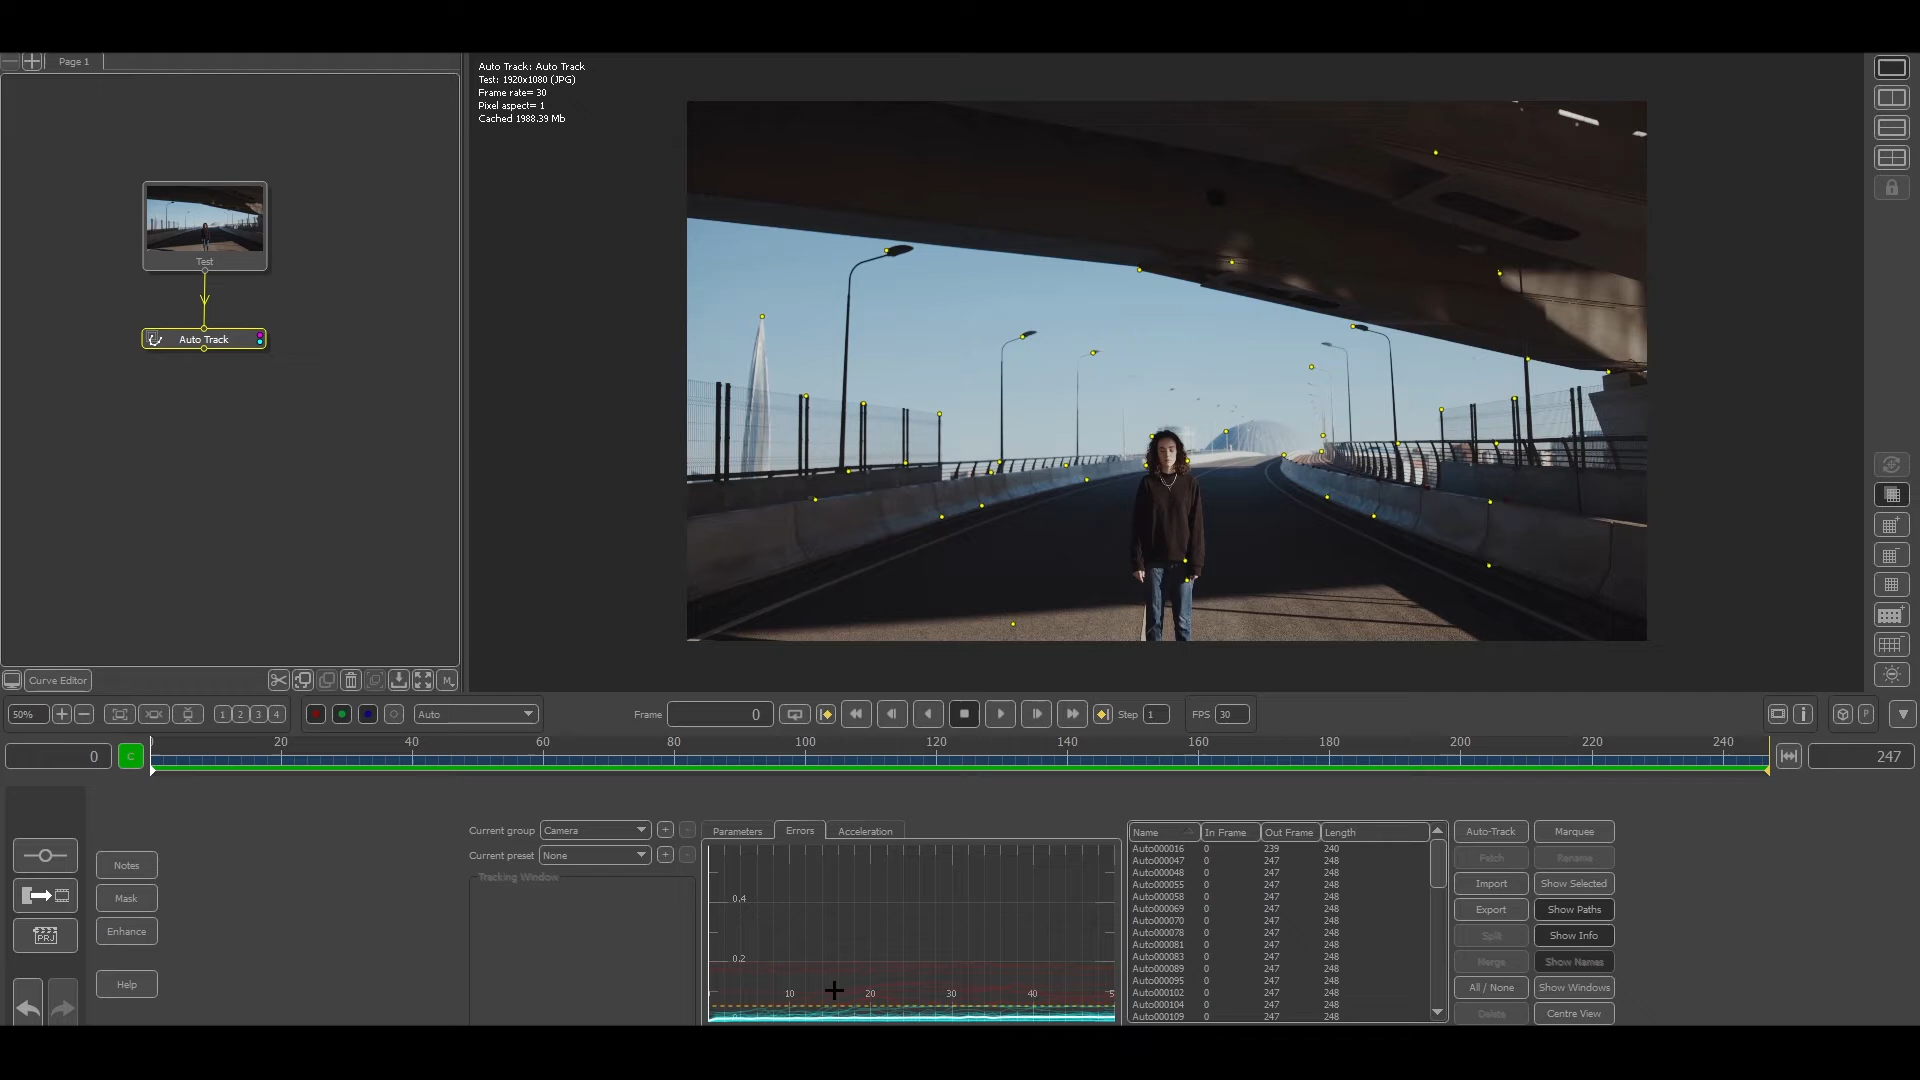 Page 1
Auto Track: Auto Track
Test: 1920x1080 (JPG)
Frame rate= 30
Pixel aspect= 1
Cached 1988.39 Mb
Test
Auto Track
Curve Editor
M
50%
1 2 3 4
Auto
Frame 0
Step 1
FPS 30
P
0 C 20 40 60 80 100 120 140 160 180 200 220 240 247
Current group Camera
Current preset None
Tracking Window
Notes
Mask
Enhance
Help
PRJ
Parameters Errors Acceleration
0.4
0.2
10 20 30 40 5
Name In Frame Out Frame Length
Auto000016 0 239 240
Auto000047 0 247 248
Auto000048 0 247 248
Auto000055 0 247 248
Auto000058 0 247 248
Auto000069 0 247 248
Auto000070 0 247 248
Auto000078 0 247 248
Auto000081 0 247 248
Auto000083 0 247 248
Auto000089 0 247 248
Auto000095 0 247 248
Auto000102 0 247 248
Auto000104 0 247 248
Auto000109 0 247 248
Auto-Track Marquee
Fetch Rename
Import Show Selected
Export Show Paths
Split Show Info
Merge Show Names
All / None Show Windows
Delete Centre View